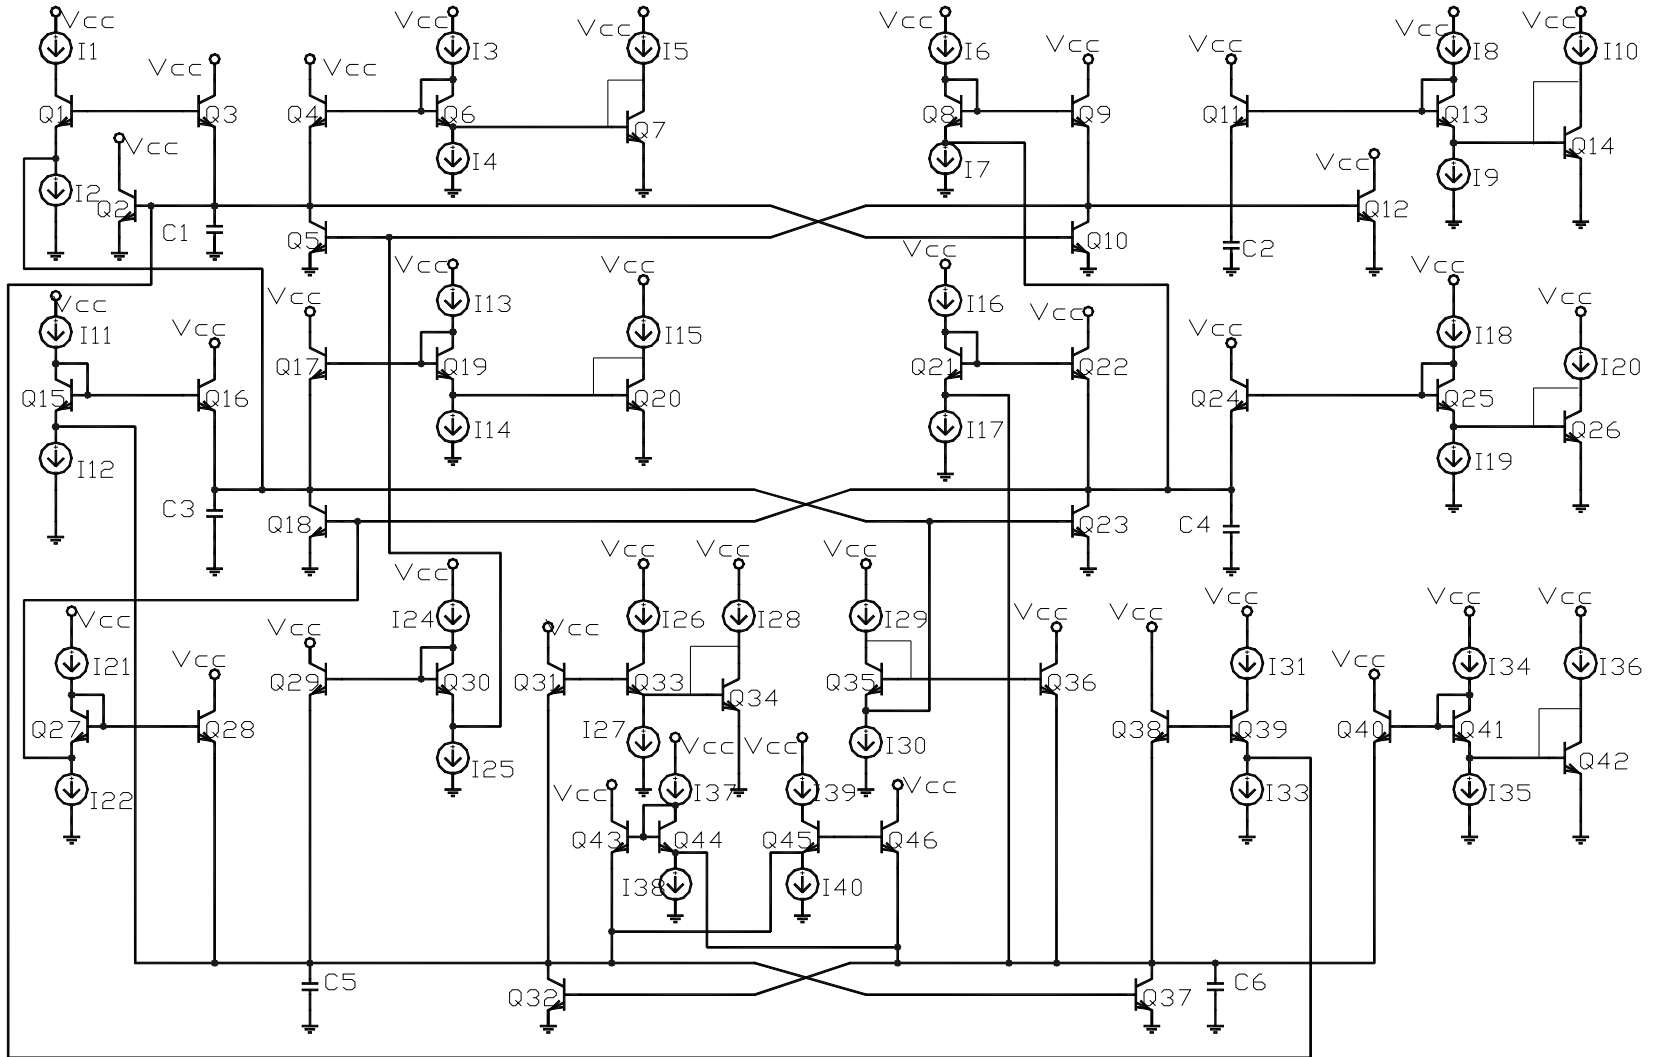 Vcc Vcc Vcc Vcc Vcc Vcc
I1 I3 I5 I6 I8 I10
Vcc Vcc Vcc Vcc
Q1 Q3 Q4 Q6 Q7 Q8 Q9 Q11 Q13 Q14
Vcc Vcc
I2 I4 I7 I9
Q2 C1 Q5 Q10 C2 Q12
Vcc Vcc Vcc Vcc
I13 I16
Vcc Vcc Vcc Vcc Vcc Vcc
I11 I15 I18 I20
Q17 Q19 Q21 Q22
Q15 Q16 Q20 Q24 Q25 Q26
I12 I14 I17 I19
C3 Q18 Q23 C4
Vcc Vcc Vcc
Vcc
I24 I26 I28 I29
Vcc Vcc Vcc Vcc Vcc Vcc Vcc Vcc
I21 Vcc Vcc I31 I34 I36
Q29 Q30 Q31 Q33 Q34 Q35 Q36
Q27 Q28 Q38 Q39 Q40 Q41 Q42
I27 Vcc Vcc I30
I25
I22 Vcc I37 I39 Vcc I33 I35
Q43 Q44 Q45 Q46
I38 I40
C5 Q32 Q37 C6